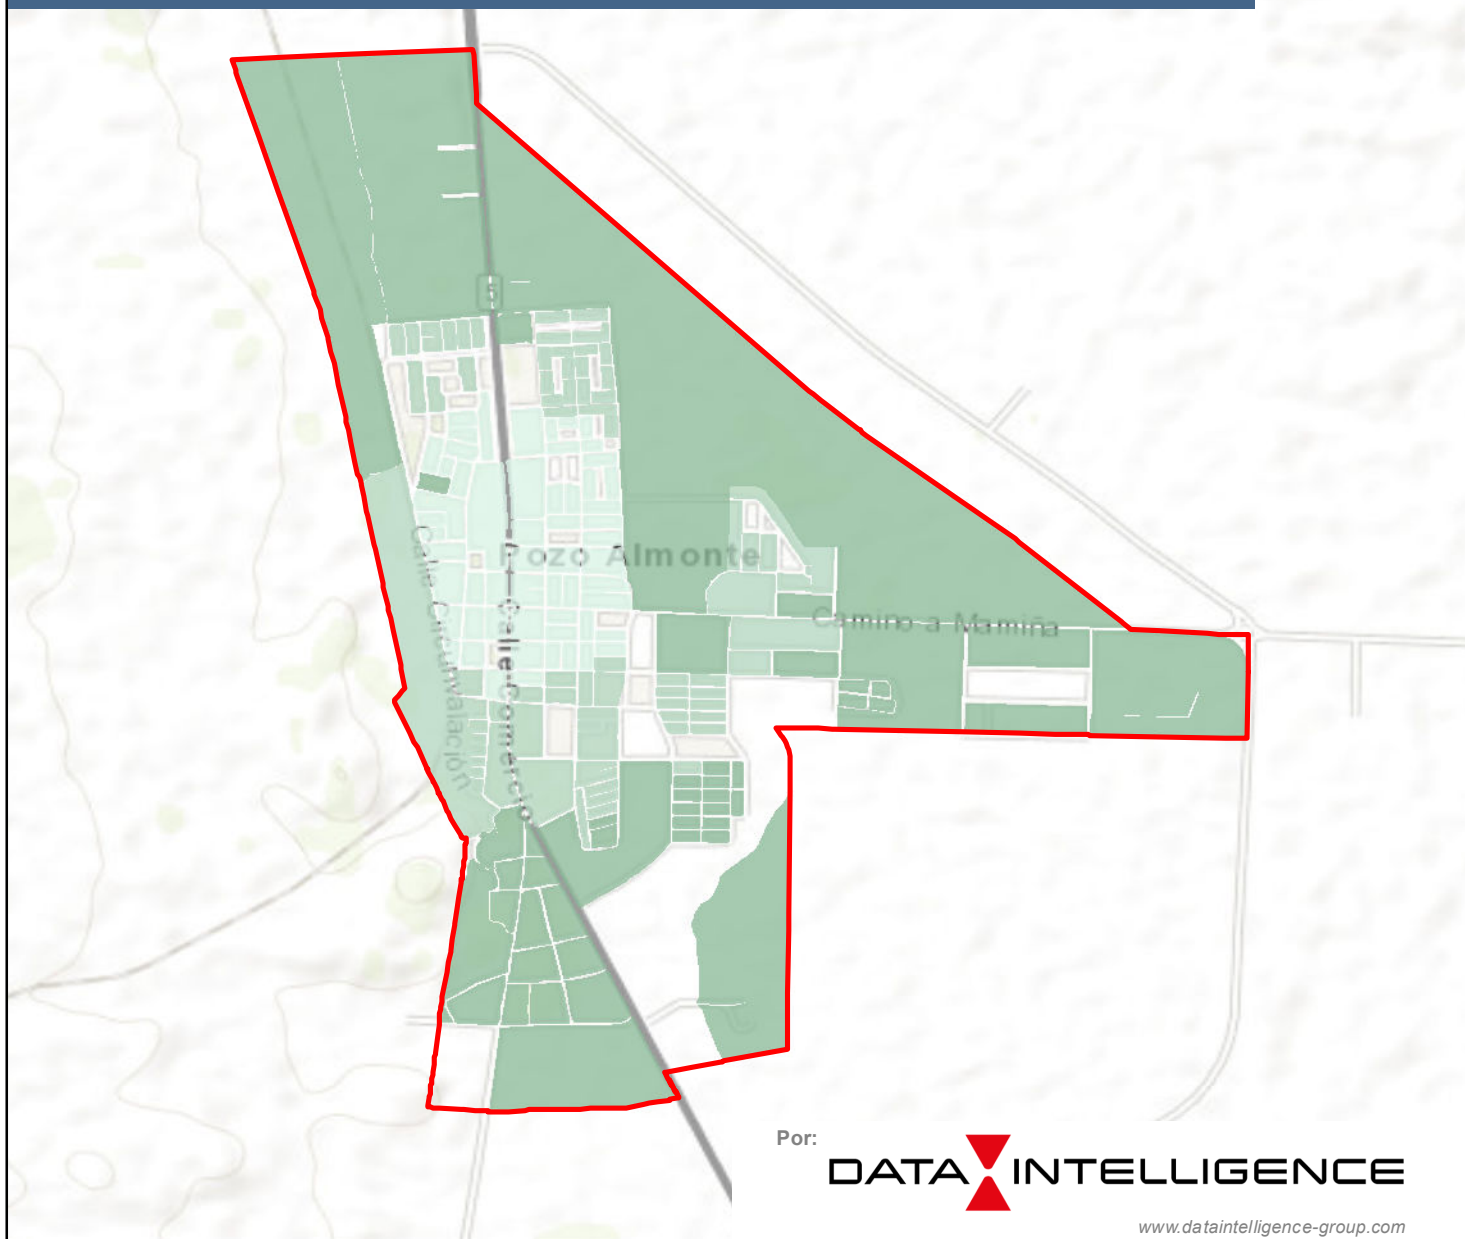 5
Pozo Almonte
Calle Circunvalación
Calle Comercio
Camino a Mamiña
Por:
DATA INTELLIGENCE
www.dataintelligence-group.com